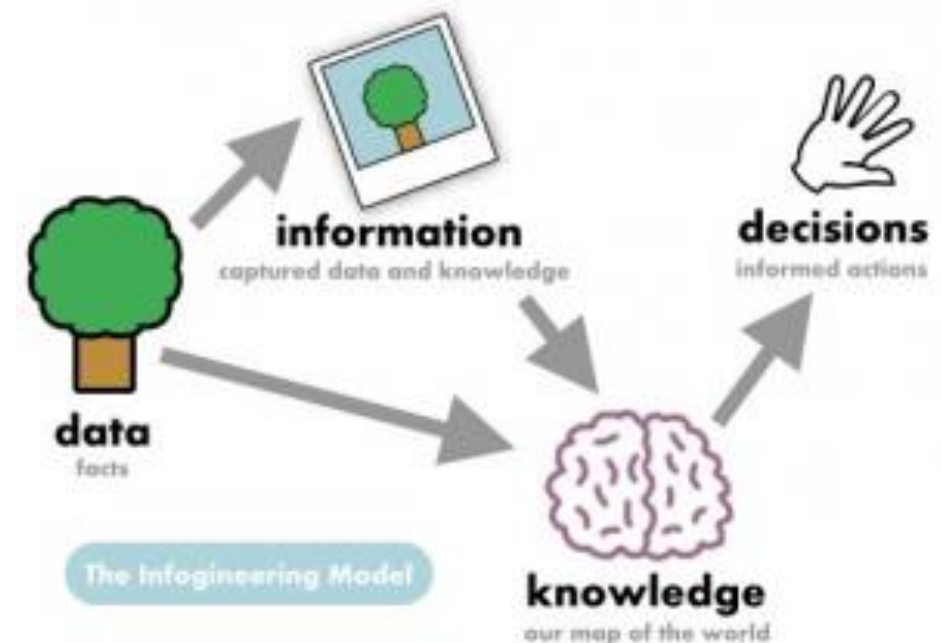 information
captured data and knowledge
decisions
informed actions
data
facts
The Infogineering Model
knowledge
our map of the world